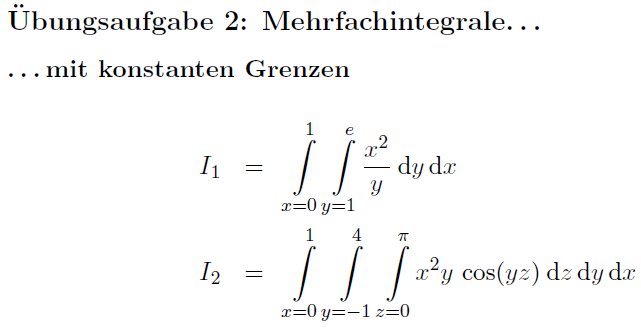 Übungsaufgabe 2: Mehrfachintegrale...
...mit konstanten Grenzen
I₁ = ∫_{x=0}^{1} ∫_{y=1}^{e} x²/y dy dx
I₂ = ∫_{x=0}^{1} ∫_{y=−1}^{4} ∫_{z=0}^{π} x²y cos(yz) dz dy dx